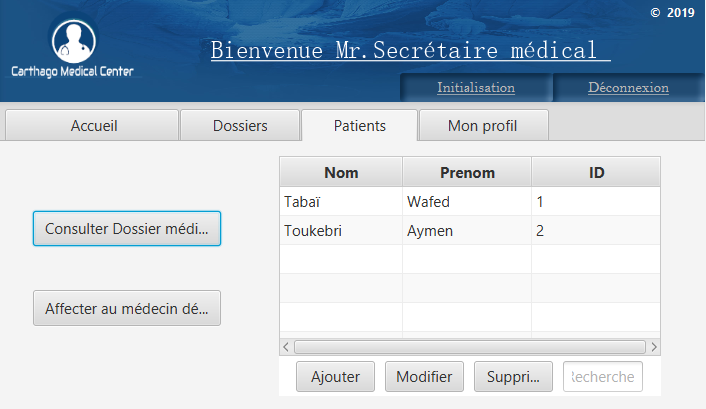 © 2019
Bienvenue Mr.Secrétaire médical
Carthago Medical Center
Initialisation Déconnexion
Accueil Dossiers Patients Mon profil
Nom Prenom ID
Tabaï Wafed 1
Toukebri Aymen 2
Consulter Dossier médi...
Affecter au médecin dé...
Ajouter Modifier Suppri... Recherche